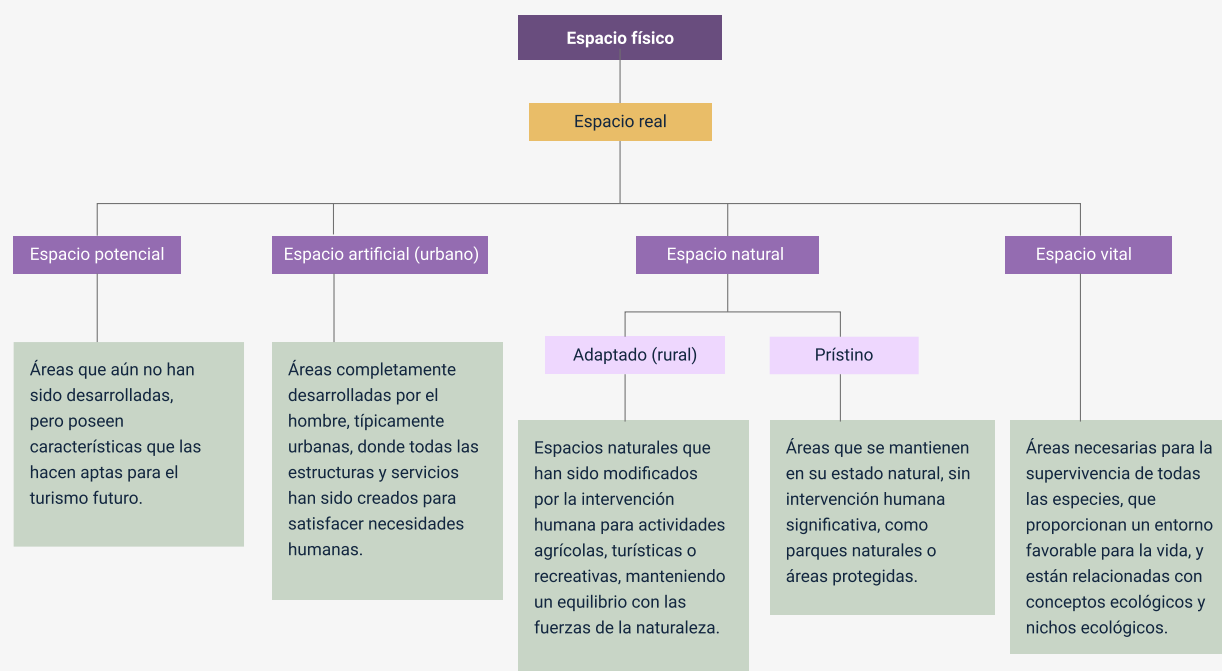 Espacio físico
Espacio real
Espacio potencial
Espacio artificial (urbano)
Espacio natural
Espacio vital
Adaptado (rural)
Prístino
Áreas que aún no han
sido desarrolladas,
pero poseen
características que las
hacen aptas para el
turismo futuro.
Áreas completamente
desarrolladas por el
hombre, típicamente
urbanas, donde todas las
estructuras y servicios
han sido creados para
satisfacer necesidades
humanas.
Espacios naturales que
han sido modificados
por la intervención
humana para actividades
agrícolas, turísticas o
recreativas, manteniendo
un equilibrio con las
fuerzas de la naturaleza.
Áreas que se mantienen
en su estado natural, sin
intervención humana
significativa, como
parques naturales o
áreas protegidas.
Áreas necesarias para la
supervivencia de todas
las especies, que
proporcionan un entorno
favorable para la vida, y
están relacionadas con
conceptos ecológicos y
nichos ecológicos.